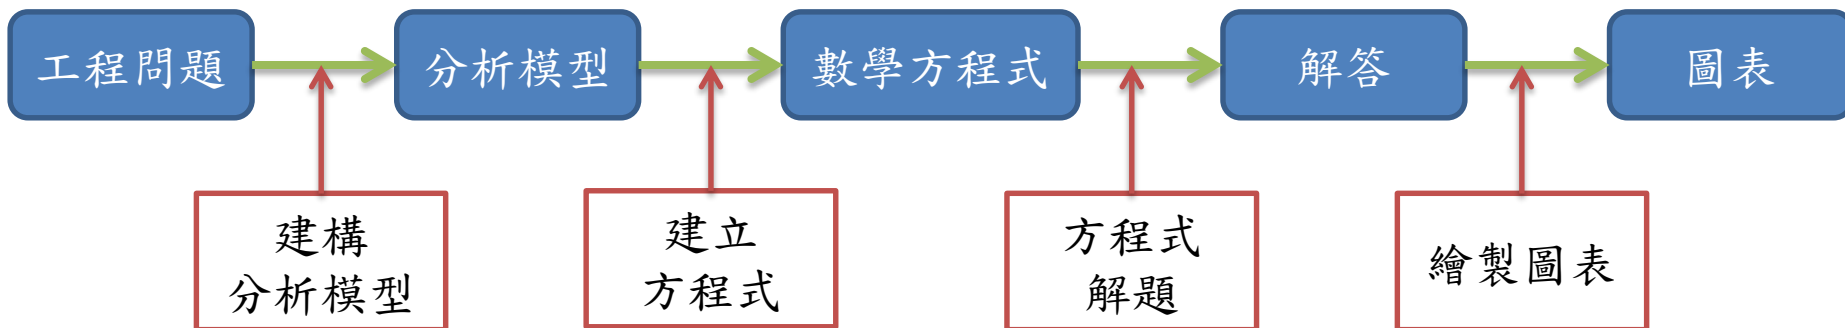 工程問題
分析模型
數學方程式
解答
圖表
建構
分析模型
建立
方程式
方程式
解題
繪製圖表